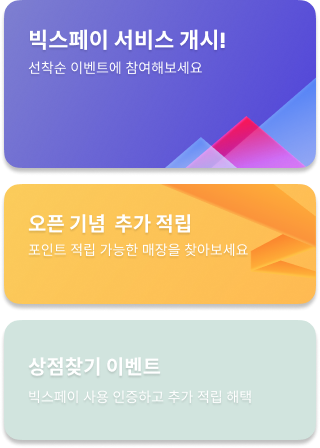 빅스페이 서비스 개시!
선착순 이벤트에 참여해보세요
오픈 기념 추가 적립
포인트 적립 가능한 매장을 찾아보세요
상점찾기 이벤트
빅스페이 사용 인증하고 추가 적립 혜택